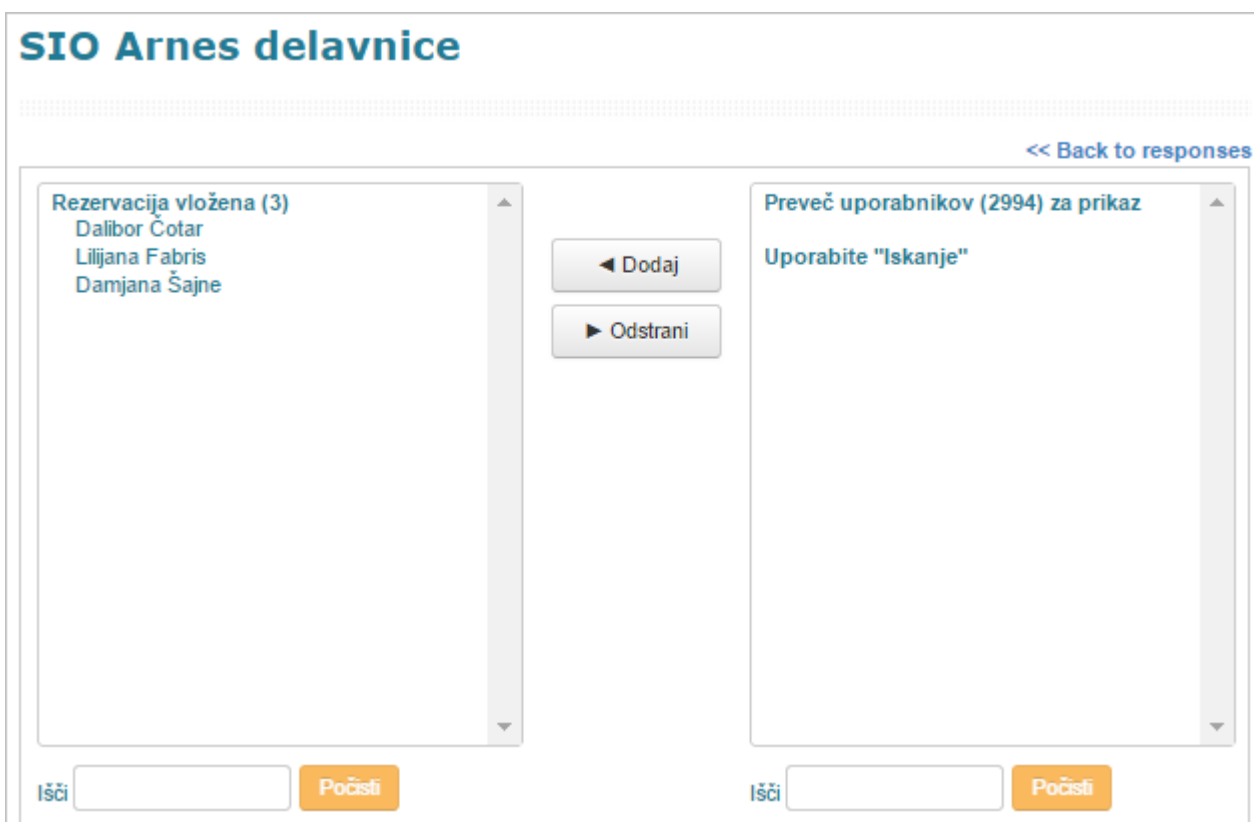 SIO Arnes delavnice
<< Back to responses
Rezervacija vložena (3)
Dalibor Čotar
Lilijana Fabris
Damjana Šajne
◄ Dodaj
► Odstrani
Preveč uporabnikov (2994) za prikaz
Uporabite "Iskanje"
Išči
Počisti
Išči
Počisti